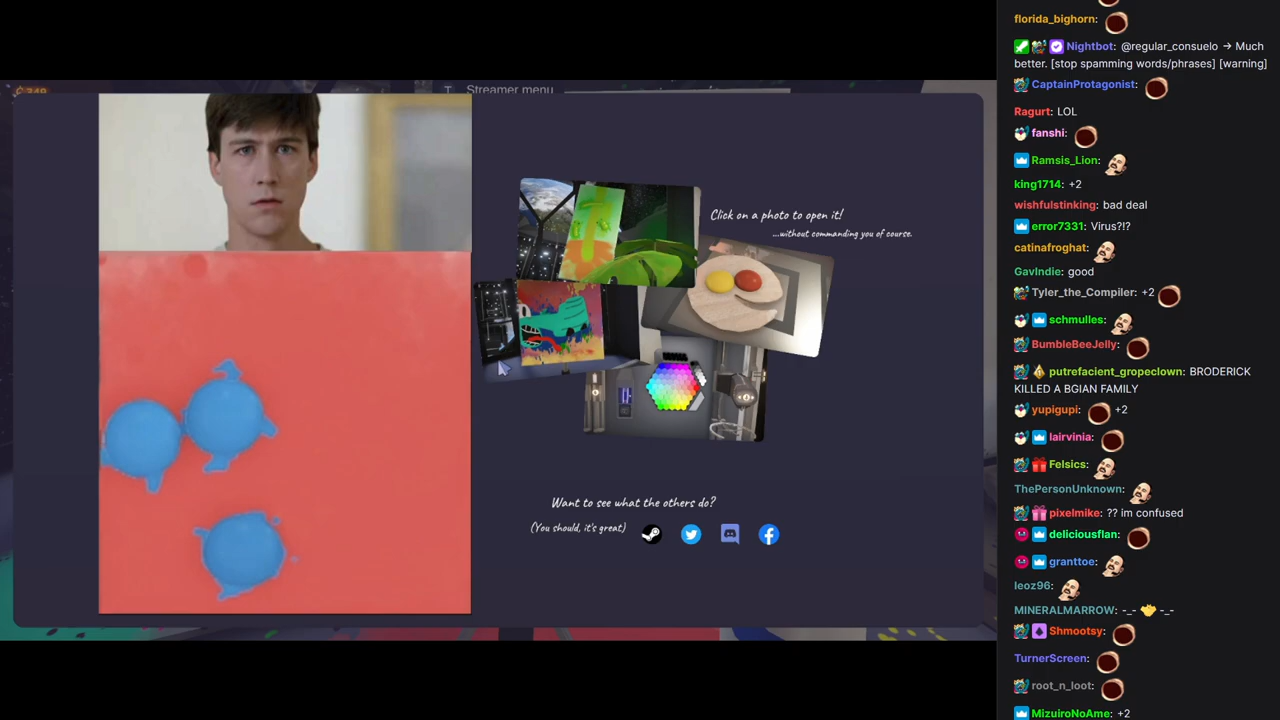 349
T Streamer menu
Click on a photo to open it!
...without commanding you of course.
Want to see what the others do?
(You should, it's great)
florida_bighorn:
Nightbot: @regular_consuelo -> Much
better. [stop spamming words/phrases] [warning]
CaptainProtagonist:
Ragurt: LOL
fanshi:
Ramsis_Lion:
king1714: +2
wishfulstinking: bad deal
error7331: Virus?!?
catinafroghat:
GavIndie: good
Tyler_the_Compiler: +2
schmulles:
BumbleBeeJelly:
putrefacient_gropeclown: BRODERICK
KILLED A BGIAN FAMILY
yupigupi: +2
lairvinia:
Felsics:
ThePersonUnknown:
pixelmike: ?? im confused
deliciousflan:
granttoe:
leoz96:
MINERALMARROW: -_- -_-
Shmootsy:
TurnerScreen:
root_n_loot:
MizuiroNoAme: +2